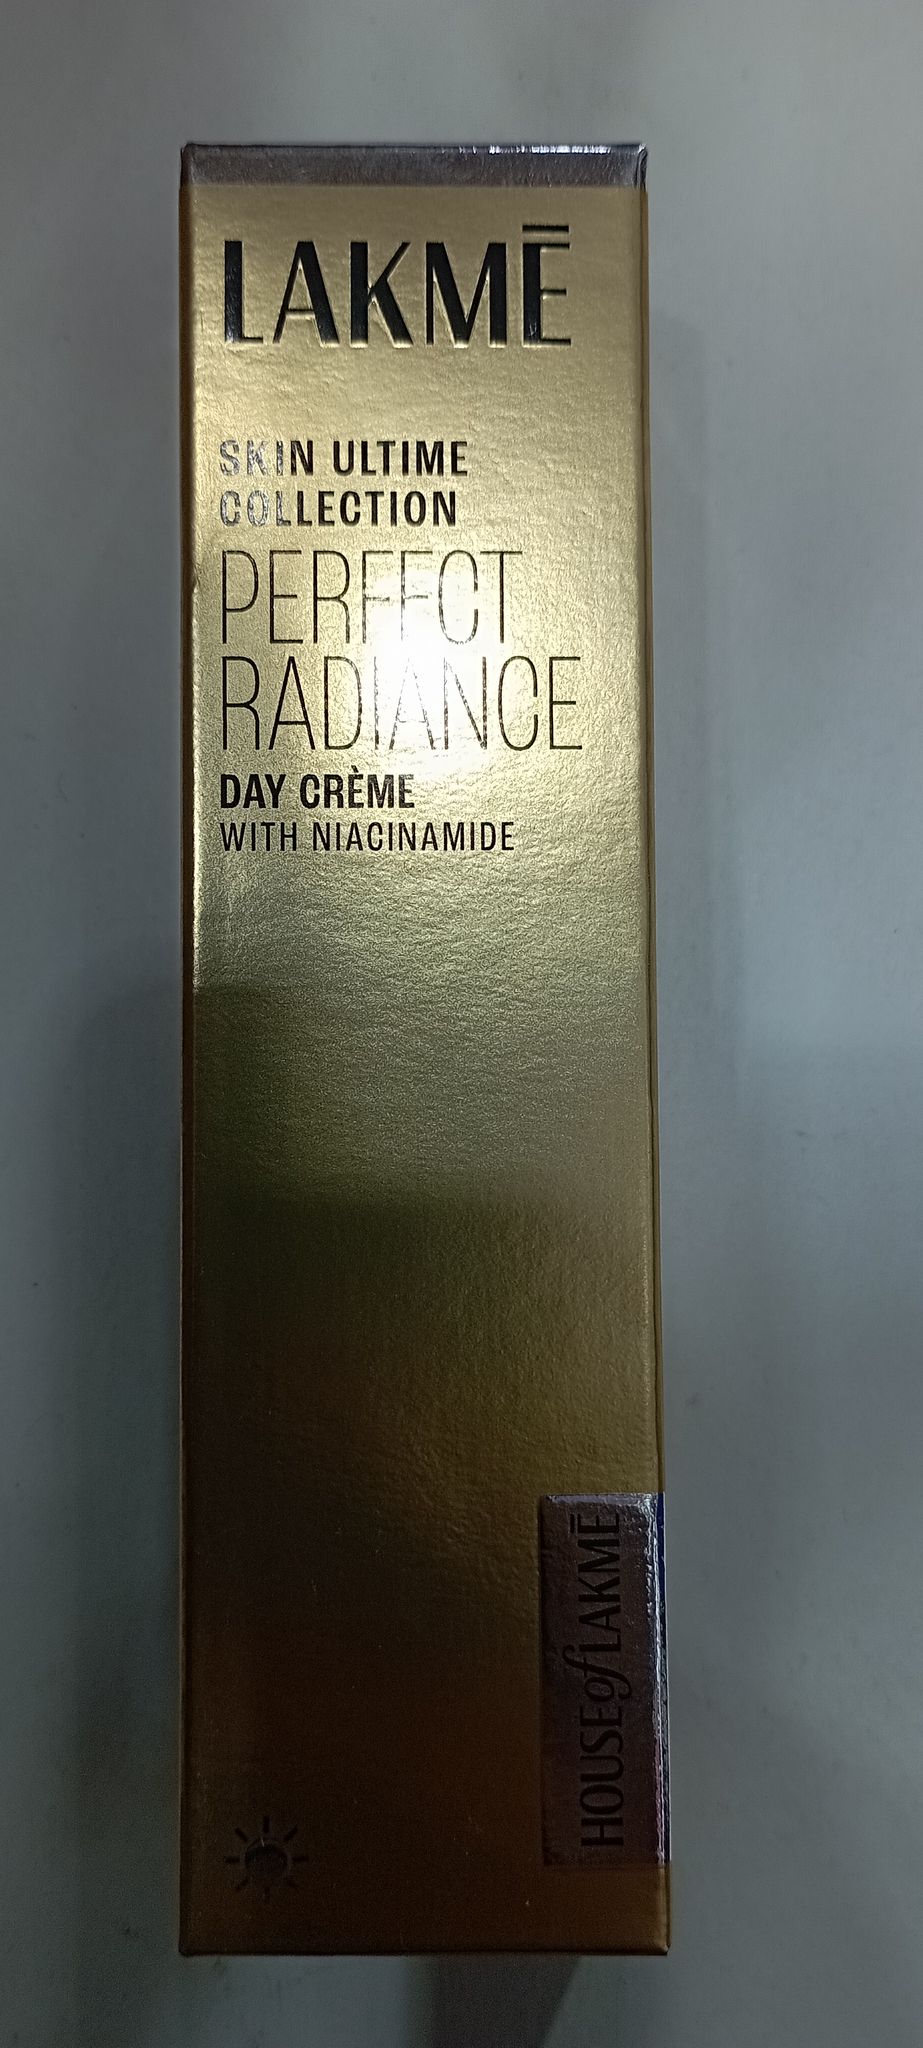 LAKMĒ
SKIN ULTIME
COLLECTION
PERFECT
RADIANCE
DAY CRÈME
WITH NIACINAMIDE
HOUSE of LAKMĒ